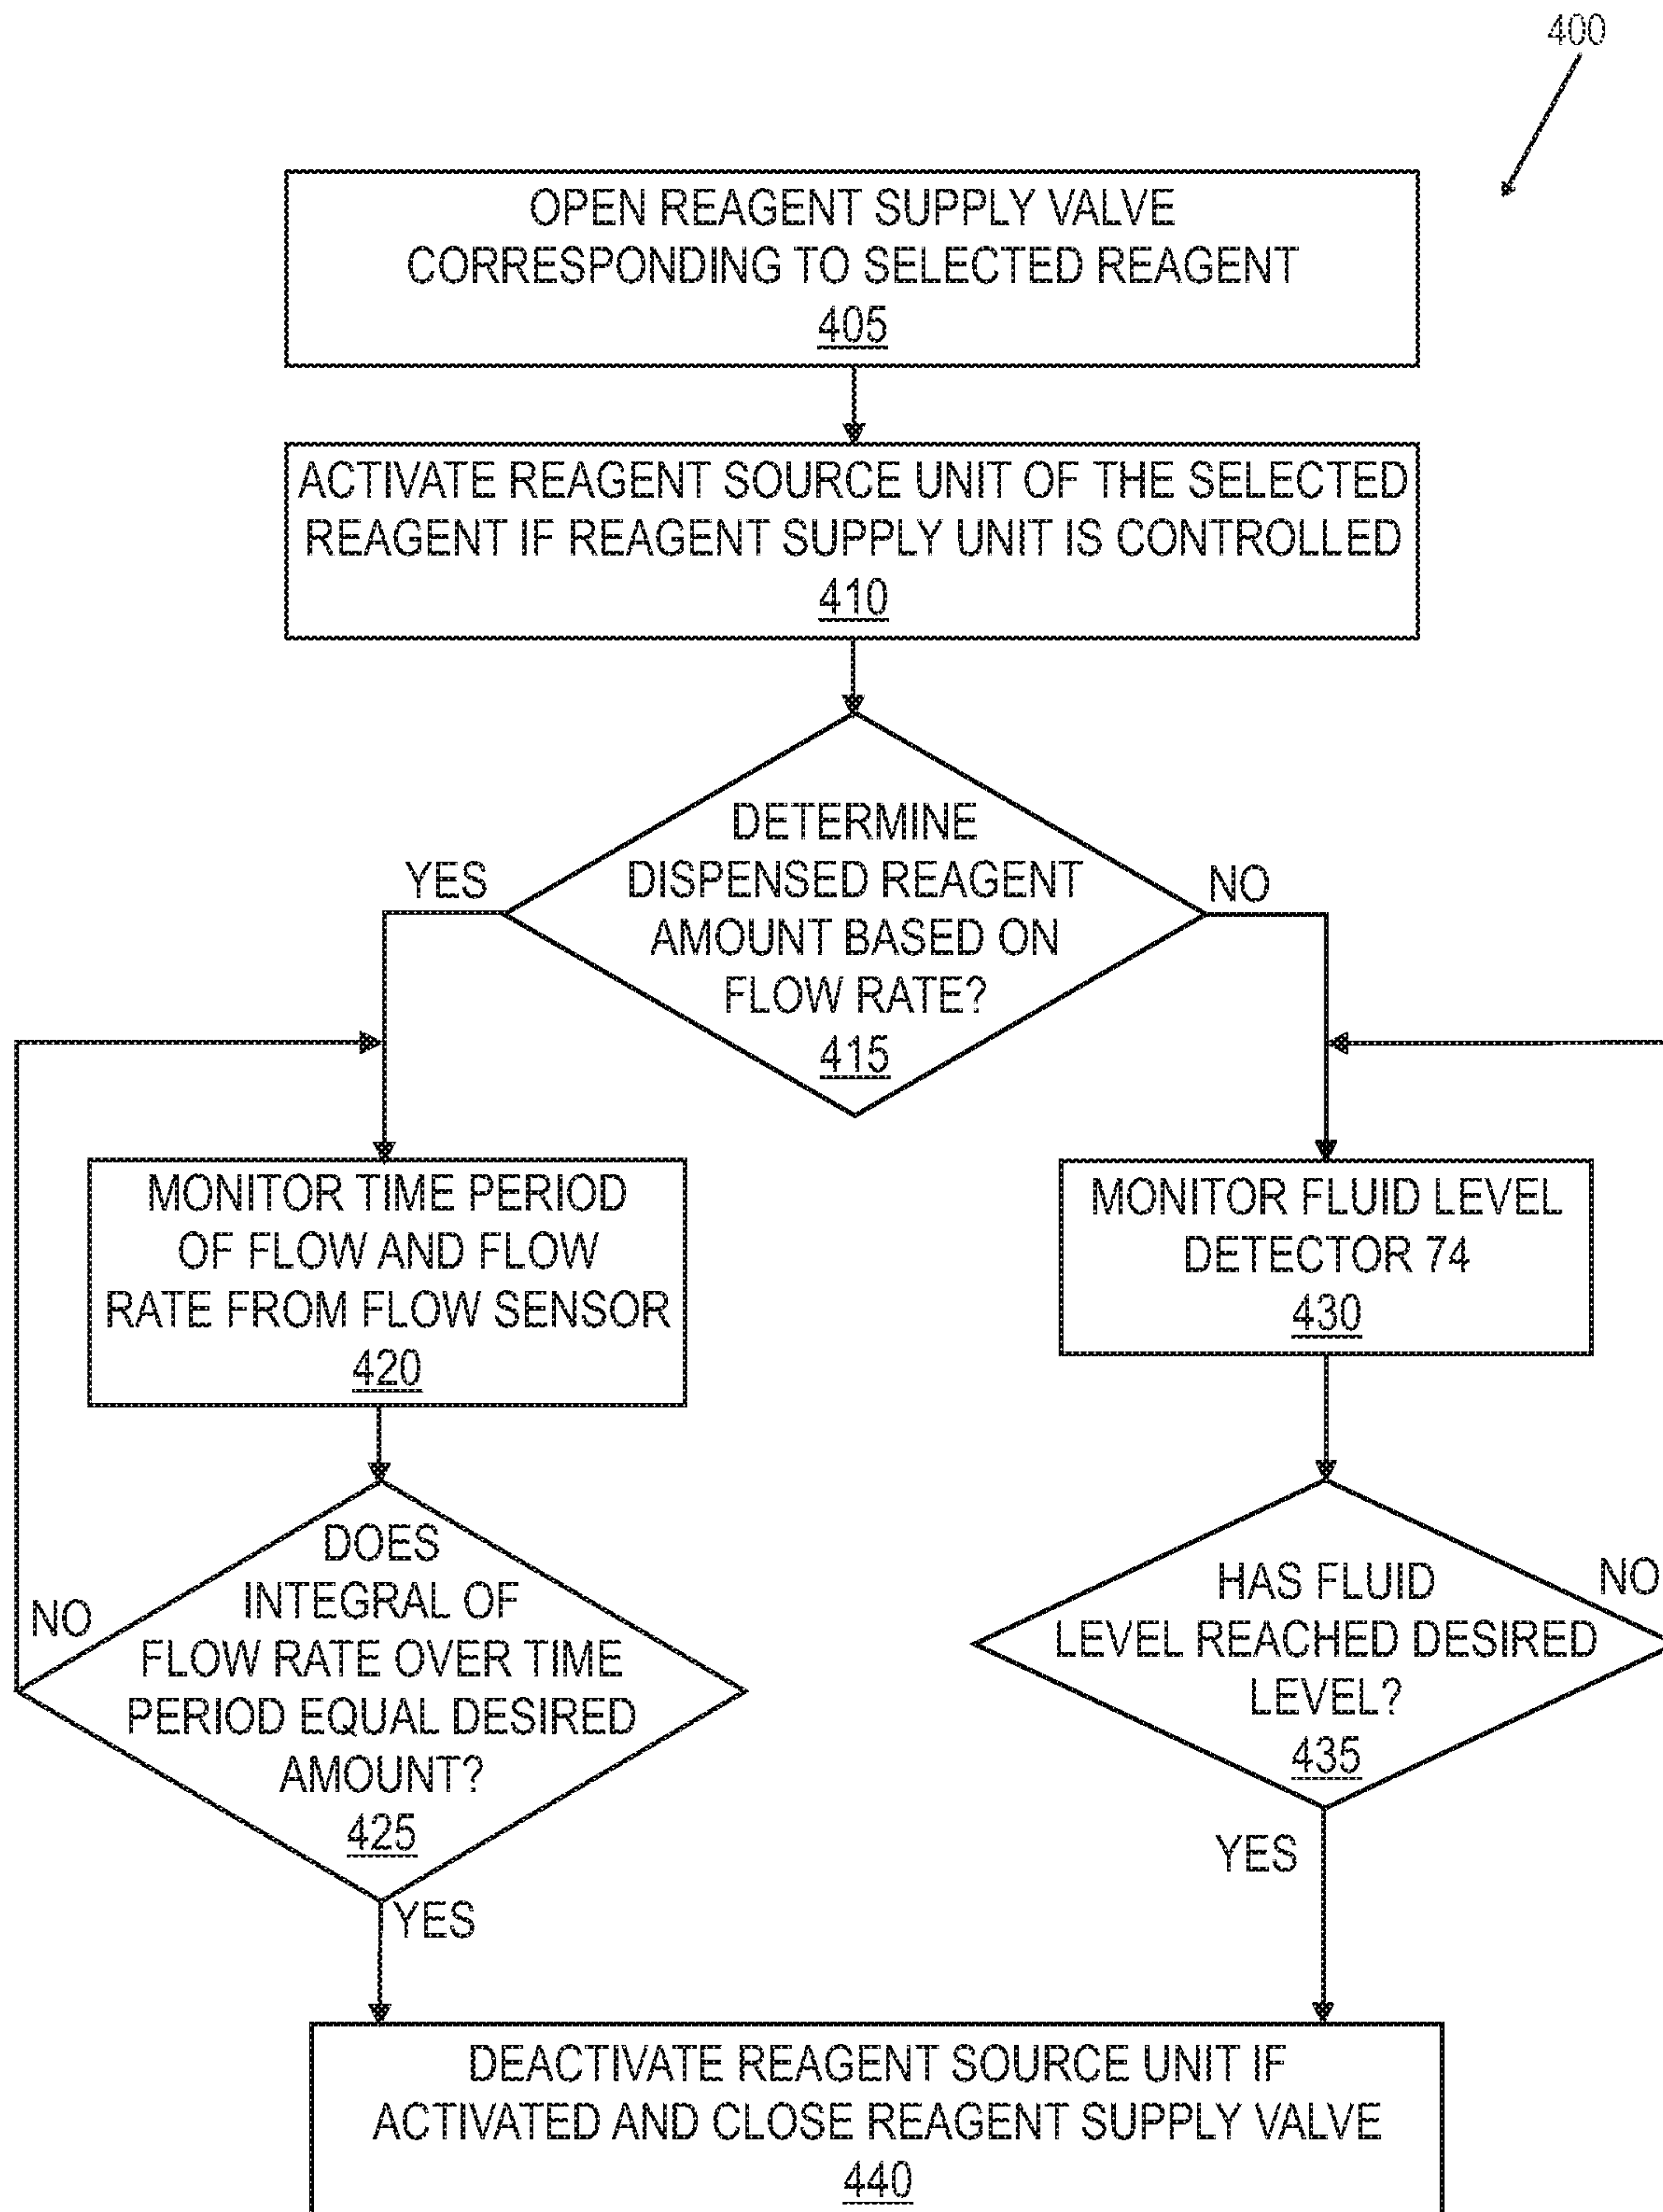 400
OPEN REAGENT SUPPLY VALVE
CORRESPONDING TO SELECTED REAGENT
405
ACTIVATE REAGENT SOURCE UNIT OF THE SELECTED
REAGENT IF REAGENT SUPPLY UNIT IS CONTROLLED
410
DETERMINE
DISPENSED REAGENT
AMOUNT BASED ON
FLOW RATE?
415
YES
NO
MONITOR TIME PERIOD
OF FLOW AND FLOW
RATE FROM FLOW SENSOR
420
MONITOR FLUID LEVEL
DETECTOR 74
430
DOES
INTEGRAL OF
FLOW RATE OVER TIME
PERIOD EQUAL DESIRED
AMOUNT?
425
NO
YES
HAS FLUID
LEVEL REACHED DESIRED
LEVEL?
435
NO
YES
DEACTIVATE REAGENT SOURCE UNIT IF
ACTIVATED AND CLOSE REAGENT SUPPLY VALVE
440